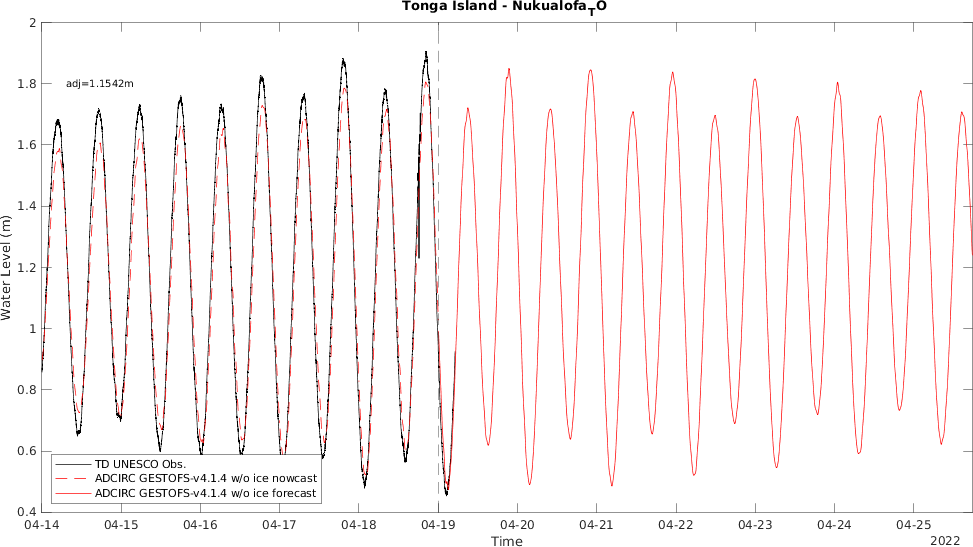 Tonga Island - NukualofaTO
2
1.8
1.6
1.4
1.2
1
0.8
0.6
0.4
Water Level (m)
adj=1.1542m
TD UNESCO Obs.
ADCIRC GESTOFS-v4.1.4 w/o ice nowcast
ADCIRC GESTOFS-v4.1.4 w/o ice forecast
04-14 04-15 04-16 04-17 04-18 04-19 04-20 04-21 04-22 04-23 04-24 04-25
Time
2022